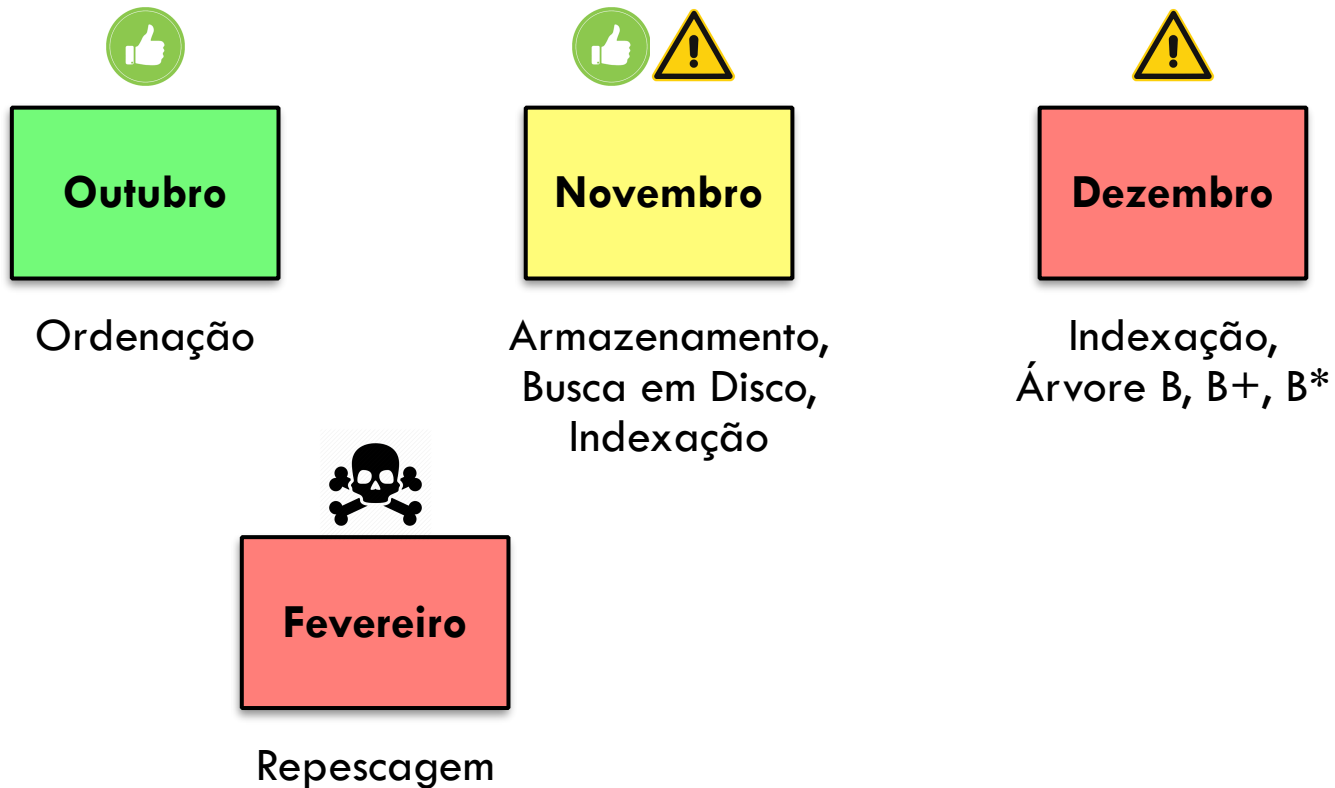 Outubro
Ordenação
Novembro
Armazenamento,
Busca em Disco,
Indexação
Dezembro
Indexação,
Árvore B, B+, B*
Fevereiro
Repescagem